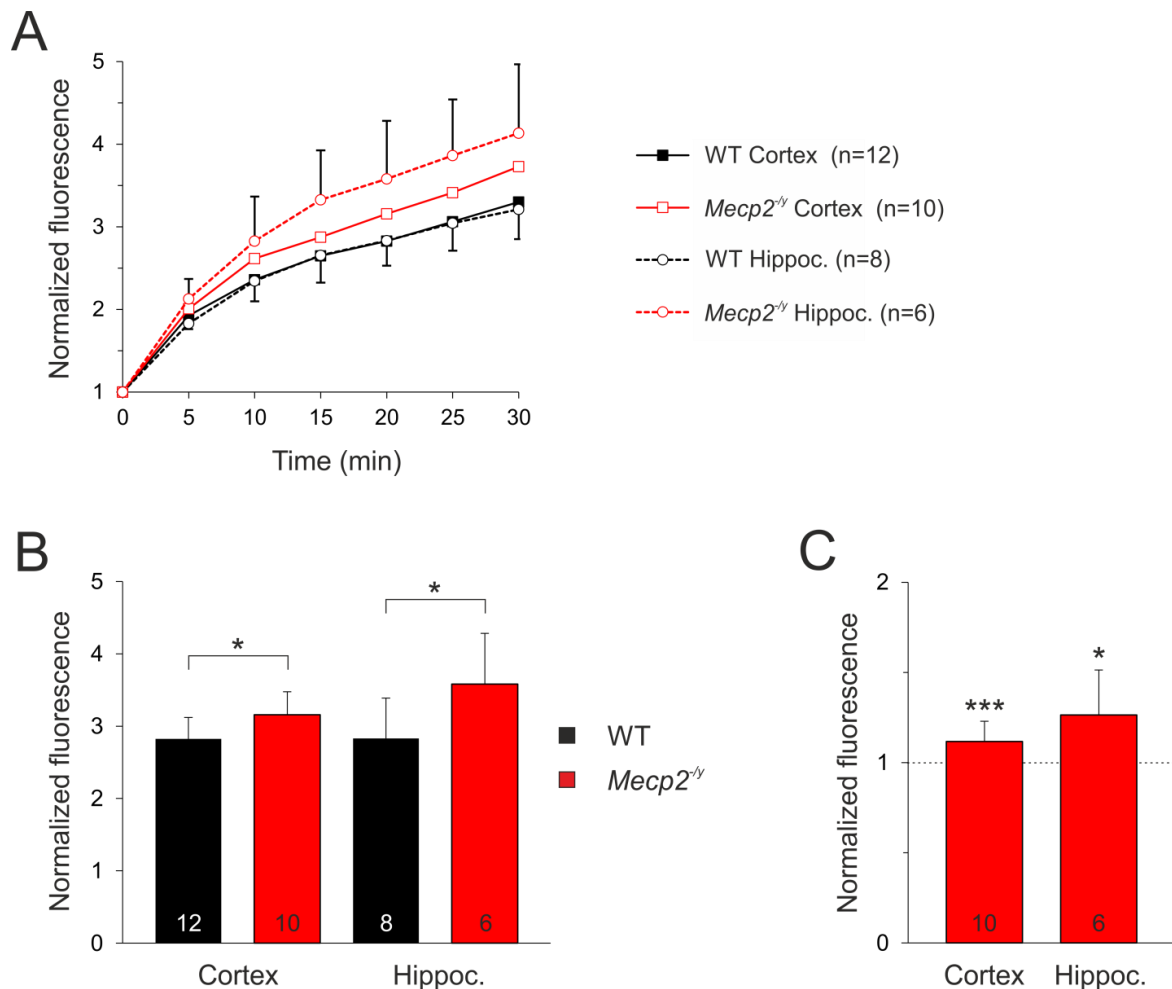 A
Normalized fluorescence
5
4
3
2
1
0 5 10 15 20 25 30
Time (min)
WT Cortex (n=12)
Mecp2-/y Cortex (n=10)
WT Hippoc. (n=8)
Mecp2-/y Hippoc. (n=6)
B
Normalized fluorescence
5
4
3
2
1
0
* *
12 10 8 6
Cortex Hippoc.
WT
Mecp2-/y
C
Normalized fluorescence
2
1
0
*** *
10 6
Cortex Hippoc.